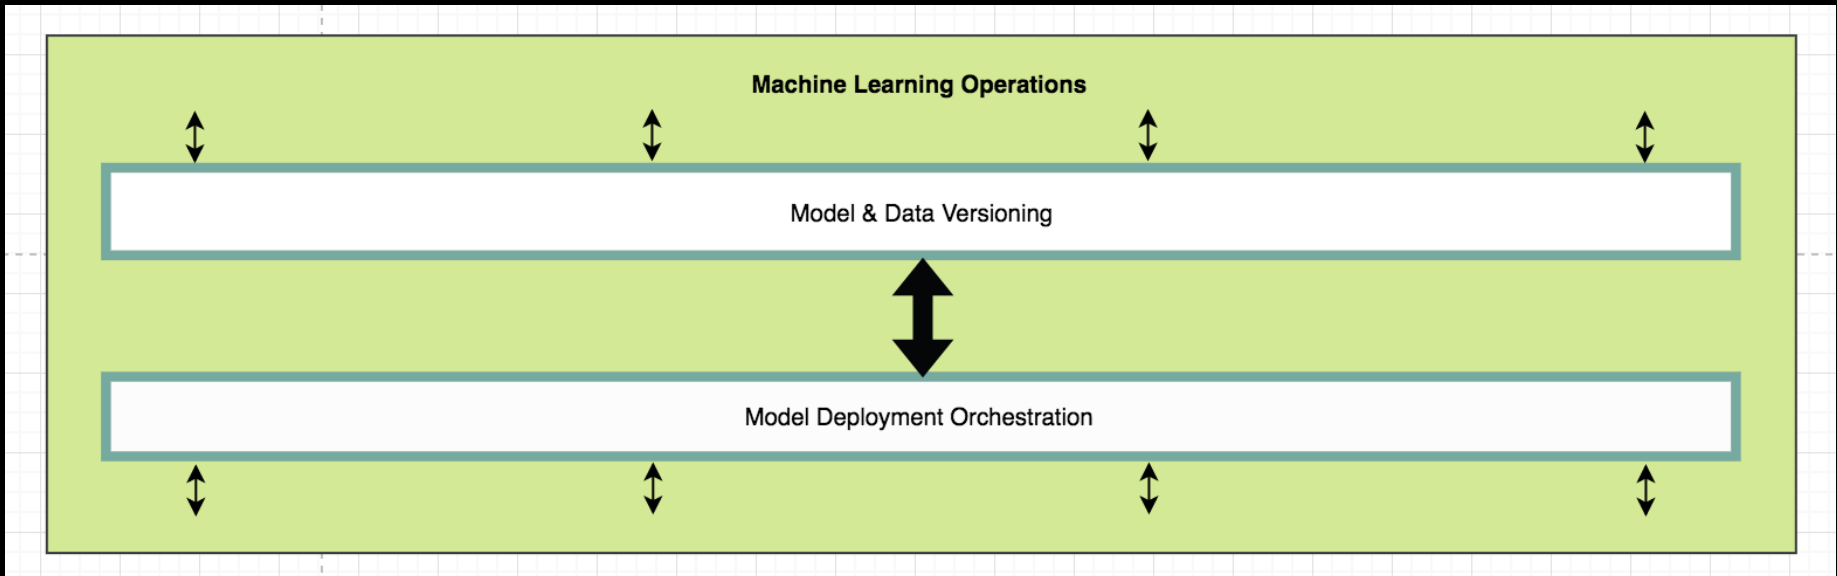 Machine Learning Operations
Model & Data Versioning
Model Deployment Orchestration